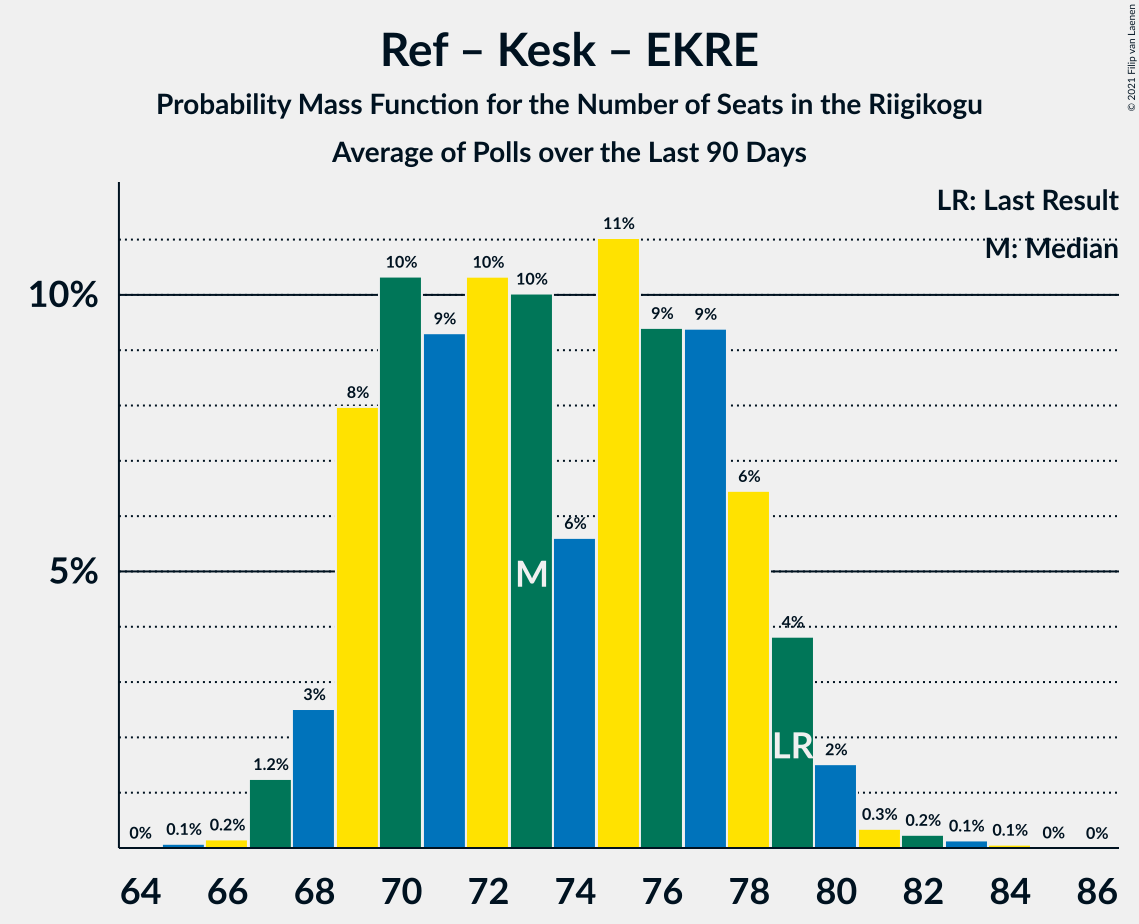 Ref – Kesk – EKRE
Probability Mass Function for the Number of Seats in the Riigikogu
Average of Polls over the Last 90 Days
© 2021 Filip van Laenen
LR: Last Result
M: Median
10%
5%
0%
0.1%
0.2%
1.2%
3%
8%
10%
9%
10%
10%
6%
11%
9%
9%
6%
4%
2%
0.3%
0.2%
0.1%
0.1%
0%
0%
M
LR
64 66 68 70 72 74 76 78 80 82 84 86